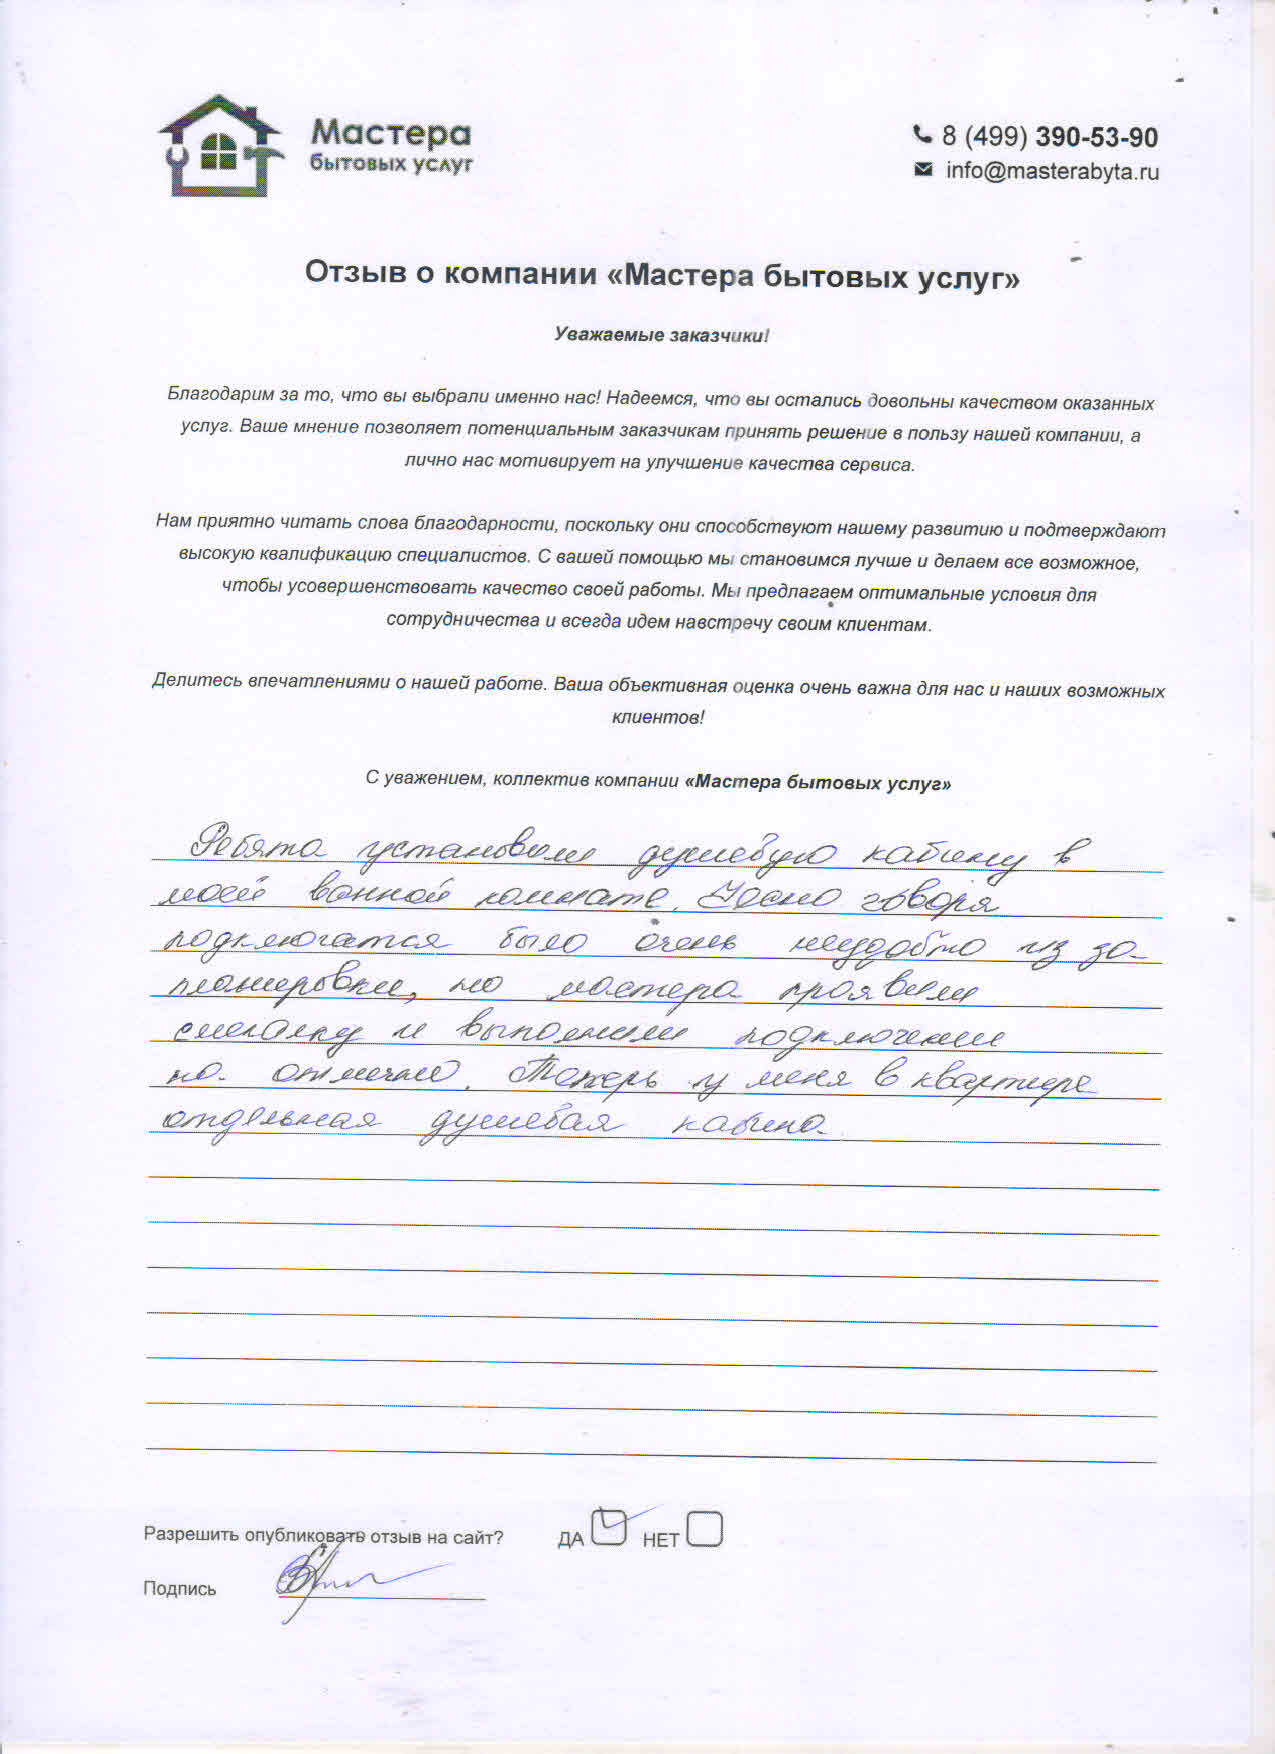 Мастера
бытовых услуг
8 (499) 390-53-90
info@masterabyta.ru
Отзыв о компании «Мастера бытовых услуг»
Уважаемые заказчики!
Благодарим за то, что вы выбрали именно нас! Надеемся, что вы остались довольны качеством оказанных
услуг. Ваше мнение позволяет потенциальным заказчикам принять решение в пользу нашей компании, а
лично нас мотивирует на улучшение качества сервиса.
Нам приятно читать слова благодарности, поскольку они способствуют нашему развитию и подтверждают
высокую квалификацию специалистов. С вашей помощью мы становимся лучше и делаем все возможное,
чтобы усовершенствовать качество своей работы. Мы предлагаем оптимальные условия для
сотрудничества и всегда идем навстречу своим клиентам.
Делитесь впечатлениями о нашей работе. Ваша объективная оценка очень важна для нас и наших возможных
клиентов!
С уважением, коллектив компании «Мастера бытовых услуг»
Ребята установили душевую кабину в
моей ванной комнате. Чесно говоря
подключатся было очень неудобно из за
планировки, но мастера проявили
смекалку и выполнили подключение
на отлично. Теперь у меня в квартире
отдельная душевая кабина.
Разрешить опубликовать отзыв на сайт? ДА НЕТ
Подпись